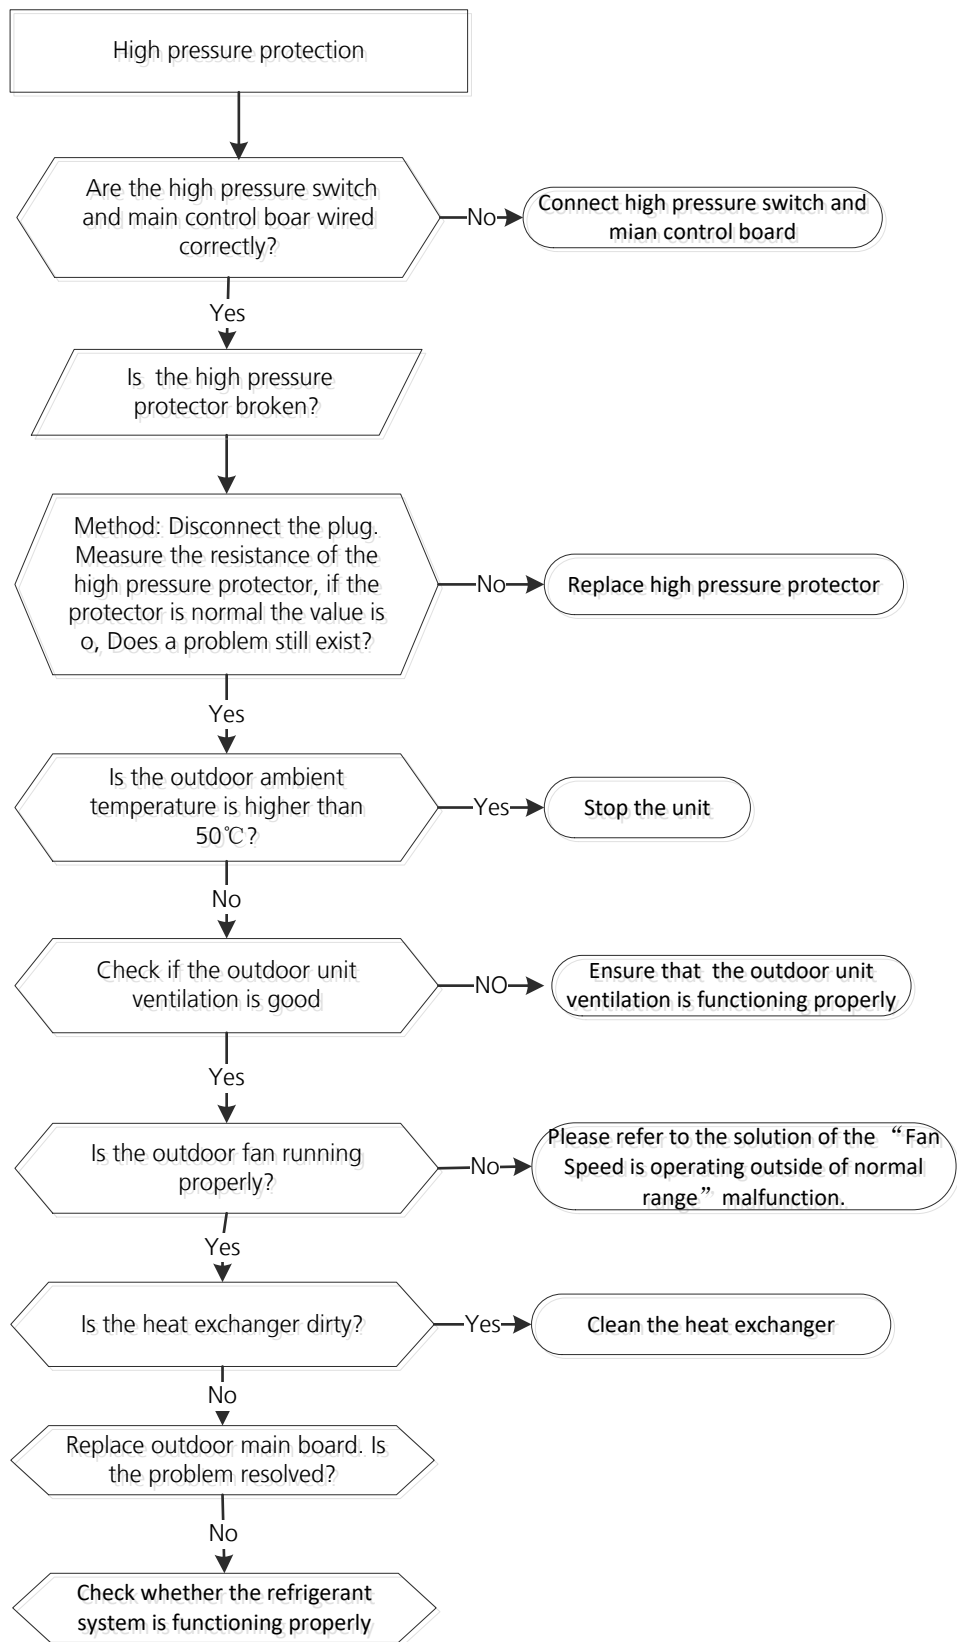 High pressure protection
Are the high pressure switch
and main control boar wired
correctly?
No
Connect high pressure switch and
mian control board
Yes
Is the high pressure
protector broken?
Method: Disconnect the plug.
Measure the resistance of the
high pressure protector, if the
protector is normal the value is
o, Does a problem still exist?
No
Replace high pressure protector
Yes
Is the outdoor ambient
temperature is higher than
50℃?
Yes
Stop the unit
No
Check if the outdoor unit
ventilation is good
NO
Ensure that the outdoor unit
ventilation is functioning properly
Yes
Is the outdoor fan running
properly?
No
Please refer to the solution of the “Fan
Speed is operating outside of normal
range” malfunction.
Yes
Is the heat exchanger dirty?
Yes
Clean the heat exchanger
No
Replace outdoor main board. Is
the problem resolved?
No
Check whether the refrigerant
system is functioning properly